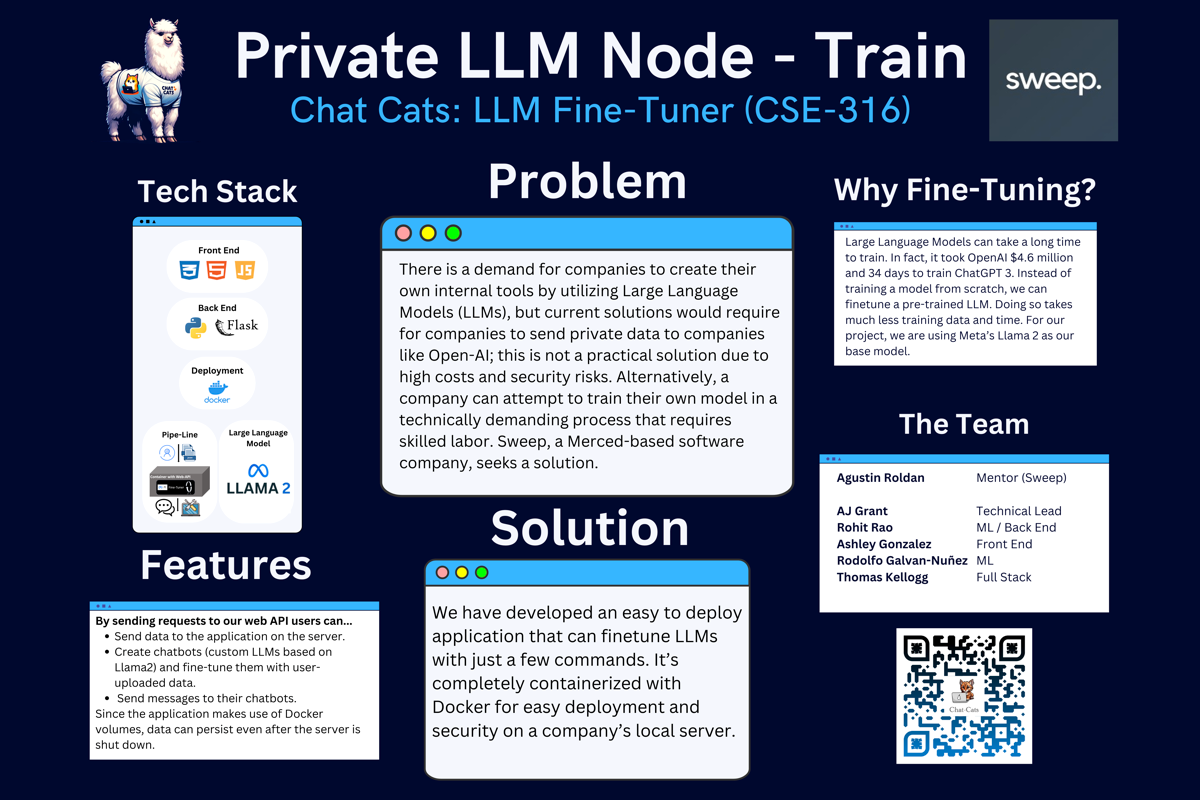 Private LLM Node - Train
Chat Cats: LLM Fine-Tuner (CSE-316)
CHAT CATS
sweep.
Tech Stack
Front End
JS
Back End
Flask
Deployment
docker
Pipe-Line
Large Language
Model
LLAMA 2
Features
By sending requests to our web API users can...
• Send data to the application on the server.
• Create chatbots (custom LLMs based on
Llama2) and fine-tune them with user-
uploaded data.
• Send messages to their chatbots.
Since the application makes use of Docker
volumes, data can persist even after the server is
shut down.
Problem
There is a demand for companies to create their
own internal tools by utilizing Large Language
Models (LLMs), but current solutions would require
for companies to send private data to companies
like Open-AI; this is not a practical solution due to
high costs and security risks. Alternatively, a
company can attempt to train their own model in a
technically demanding process that requires
skilled labor. Sweep, a Merced-based software
company, seeks a solution.
Solution
We have developed an easy to deploy
application that can finetune LLMs
with just a few commands. It’s
completely containerized with
Docker for easy deployment and
security on a company’s local server.
Why Fine-Tuning?
Large Language Models can take a long time
to train. In fact, it took OpenAI $4.6 million
and 34 days to train ChatGPT 3. Instead of
training a model from scratch, we can
finetune a pre-trained LLM. Doing so takes
much less training data and time. For our
project, we are using Meta’s Llama 2 as our
base model.
The Team
Agustin Roldan Mentor (Sweep)
AJ Grant Technical Lead
Rohit Rao ML / Back End
Ashley Gonzalez Front End
Rodolfo Galvan-Nuñez ML
Thomas Kellogg Full Stack
Chat-Cats